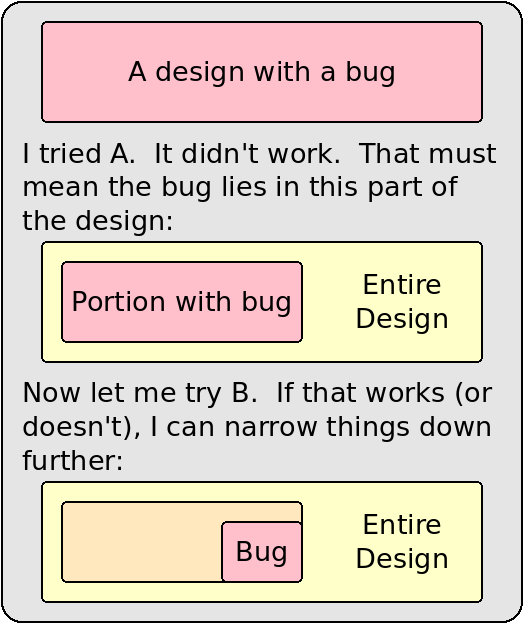 A design with a bug
I tried A.  It didn't work.  That must
mean the bug lies in this part of
the design:
Portion with bug
Entire
Design
Now let me try B.  If that works (or
doesn't), I can narrow things down
further:
Bug
Entire
Design